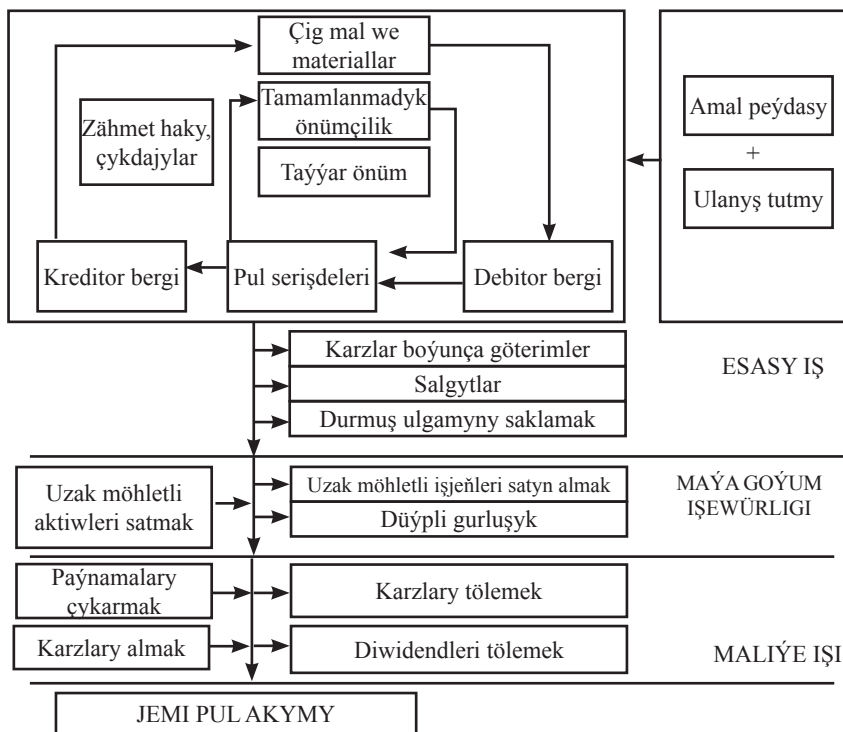 Çig mal we
materiallar
Tamamlanmadyk
önümçilik
Zähmet haky,
çykdajylar
Taýýar önüm
Kreditor bergi
Pul serişdeleri
Debitor bergi
Amal peýdasy
+
Ulanyş tutmy
Karzlar boýunça göterimler
Salgytlar
Durmuş ulgamyny saklamak
ESASY IŞ
Uzak möhletli
aktiwleri satmak
Uzak möhletli işjeňleri satyn almak
Düýpli gurluşyk
MAÝA GOÝUM
IŞEWÜRLIGI
Paýnamalary
çykarmak
Karzlary almak
Karzlary tölemek
Diwidendleri tölemek
MALIÝE IŞI
JEMI PUL AKYMY